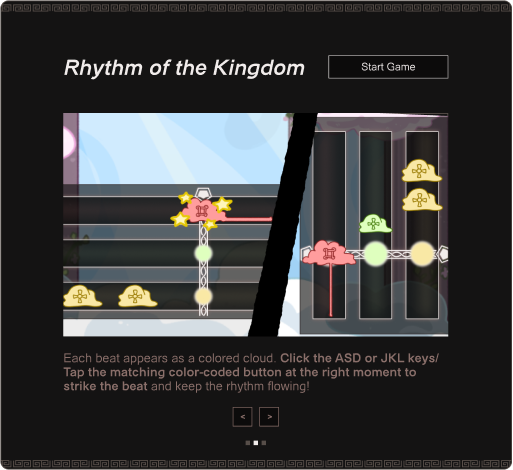 Rhythm of the Kingdom
Start Game
Each beat appears as a colored cloud. Click the ASD or JKL keys/
Tap the matching color-coded button at the right moment to
strike the beat and keep the rhythm flowing!
< >